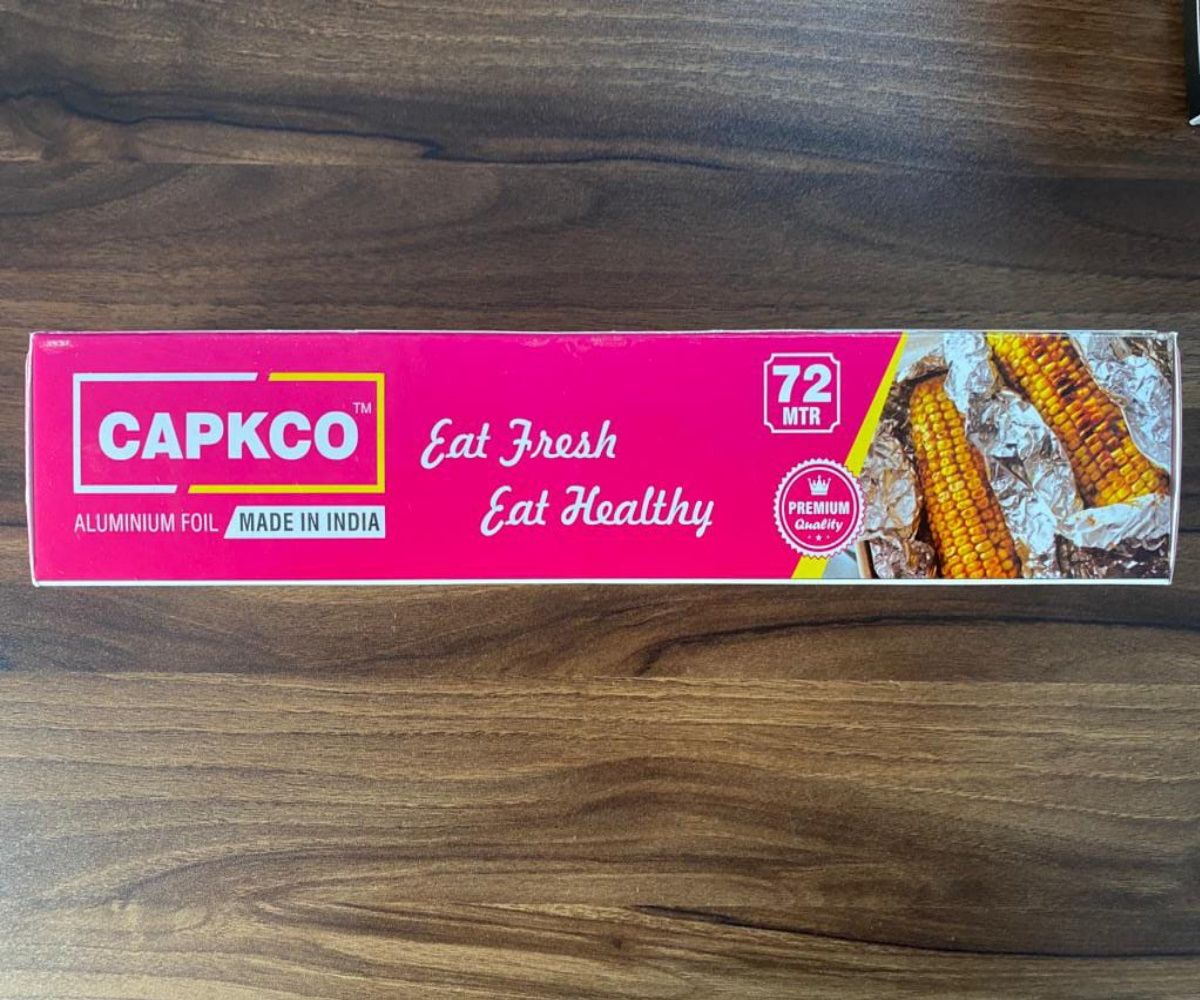 CAPKCO™
ALUMINIUM FOIL MADE IN INDIA
Eat Fresh
Eat Healthy
72
MTR
PREMIUM
Quality